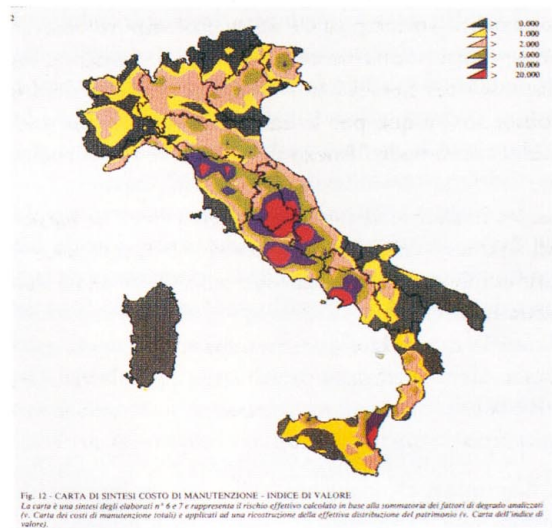 2
> 0.000
> 1.000
> 2.000
> 5.000
> 10.000
> 20.000
Fig. 12 - CARTA DI SINTESI COSTO DI MANUTENZIONE - INDICE DI VALORE
La carta è una sintesi degli elaborati n° 6 e 7 e rappresenta il rischio effettivo calcolato in base alla sommatoria dei fattori di degrado analizzati
(v. Carta dei costi di manutenzione totali) e applicati ad una ricostruzione della effettiva distribuzione del patrimonio (v. Carta dell'indice di
valore).